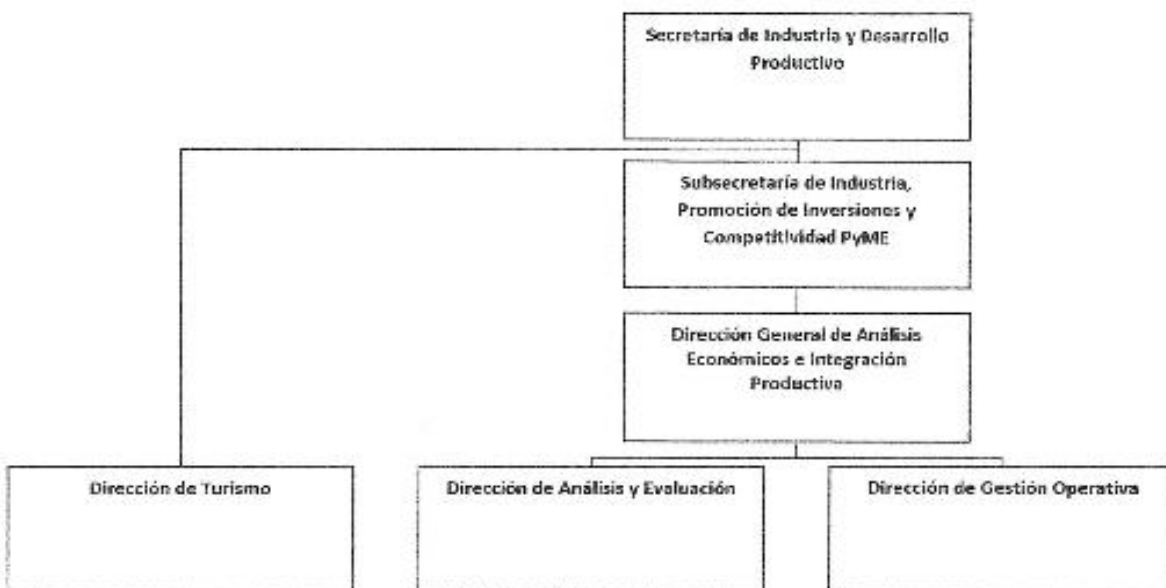 Secretaría de Industria y Desarrollo
Productivo
Subsecretaría de Industria,
Promoción de Inversiones y
Competitividad PyME
Dirección General de Análisis
Económicos e Integración
Productiva
Dirección de Turismo
Dirección de Análisis y Evaluación
Dirección de Gestión Operativa